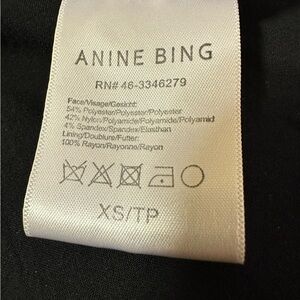 ANINE BING
RN# 46-3346279
Face/Visage/Gesicht:
54% Polyester/Polyester/Polyester
42% Nylon/Polyamide/Polyamide/Polyamid
4% Spandex/Spandex/Elasthan
Lining/Doublure/Futter:
100% Rayon/Rayonne/Rayon
XS/TP